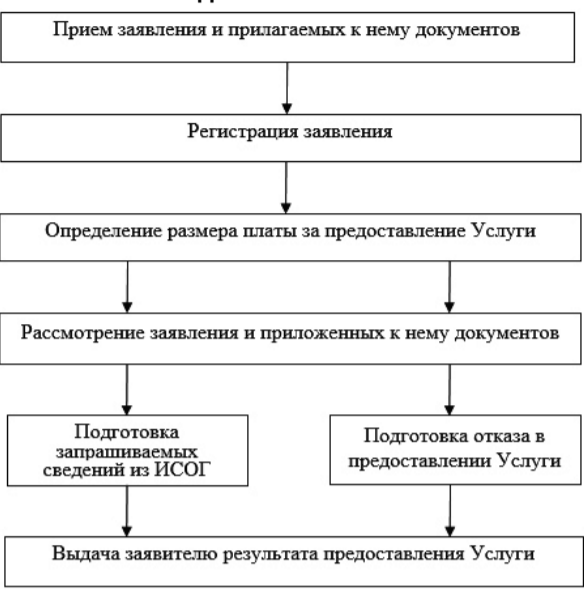 Прием заявления и прилагаемых к нему документов
Регистрация заявления
Определение размера платы за предоставление Услуги
Рассмотрение заявления и приложенных к нему документов
Подготовка
запрашиваемых
сведений из ИСОГ
Подготовка отказа в
предоставлении Услуги
Выдача заявителю результата предоставления Услуги